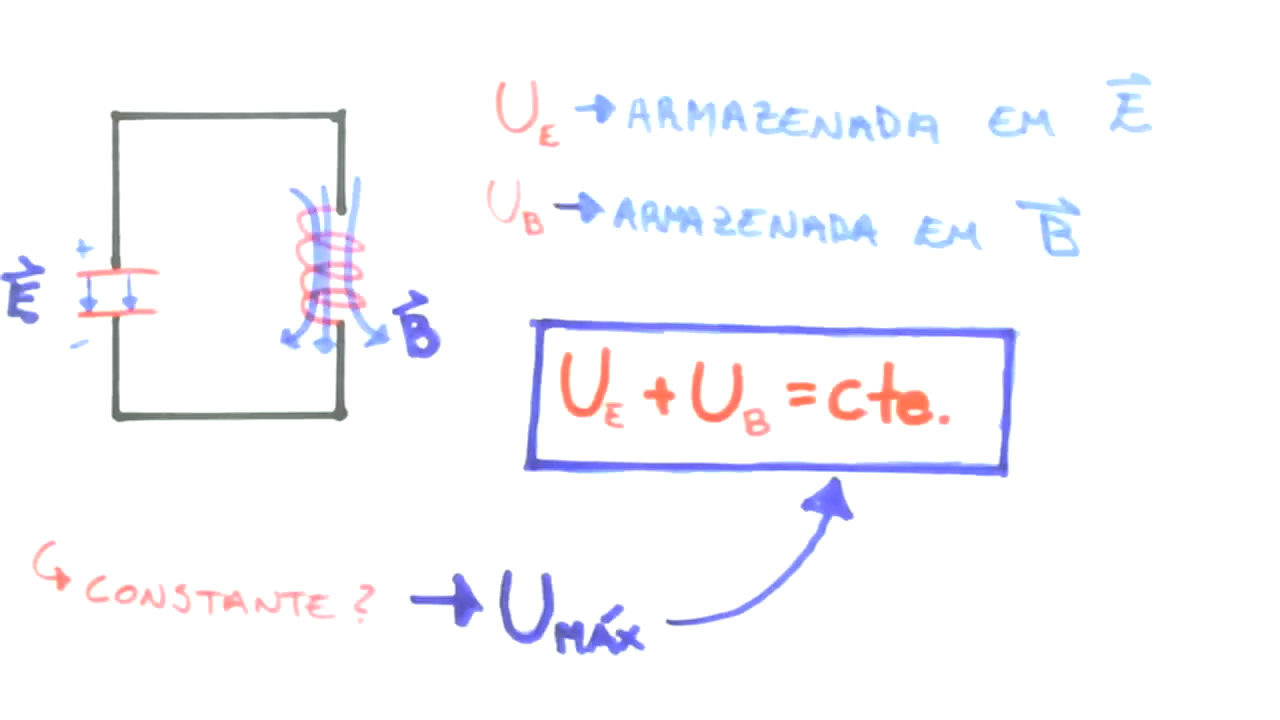 U_E → ARMAZENADA EM E⃗
U_B → ARMAZENADA EM B⃗
+
E⃗
-
B⃗
U_E + U_B = cte.
↳ CONSTANTE? → U_MÁX